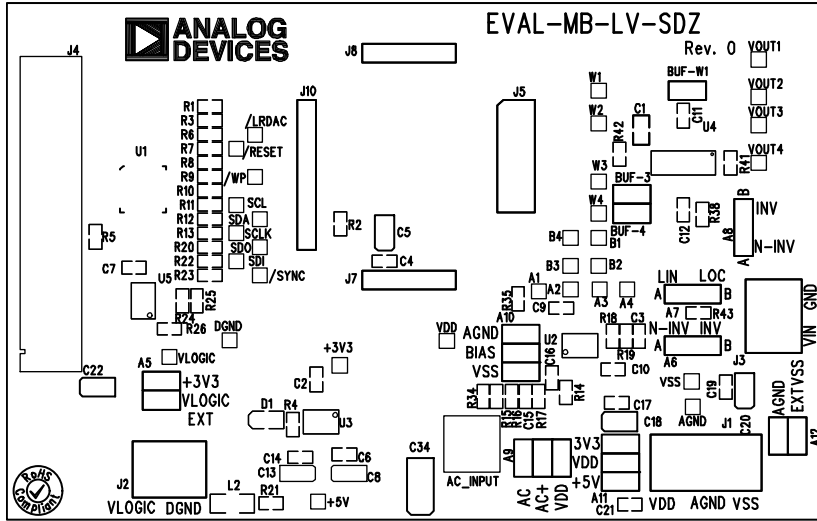 ANALOG
DEVICES
EVAL-MB-LV-SDZ
Rev. 0
VOUT1
J4
J8
BUF-W1
W1
VOUT2
J10
J5
R1
R3
/LRDAC
W2
C1
C11
U4
VOUT3
R6
U1
R7
/RESET
R42
VOUT4
R8
R41
R9
/WP
W3
BUF-3
R10
R11
SCL
B
INV
R12
SDA
W4
R5
R13
SCLK
R2
C5
BUF-4
C12
R38
A8
R20
SDO
B4
B1
N-INV
R22
SDI
C4
B3
B2
A
C7
R23
/SYNC
J7
U5
R25
A1
LIN
LOC
R35
A2
A3
A4
A
B
GND
R24
A10
C9
A7
R43
R26
DGND
VDD
AGND
R18
C3
N-INV
INV
VIN
U2
A
B
VLOGIC
BIAS
R19
A6
A5
+3V3
C16
C10
J3
C22
VSS
VSS
+3V3
C2
C19
VLOGIC
R34
R15
R16
C15
R17
R14
AGND
EXTVSS
EXT
D1
R4
U3
C17
C20
C18
AGND
J1
A12
C34
3V3
C14
C6
A9
VDD
J2
C13
C8
+5V
L2
AC_INPUT
AC
AC+
VDD
RoHS
Compliant
VLOGIC
DGND
R21
+5V
A11
C21
VDD
AGND
VSS